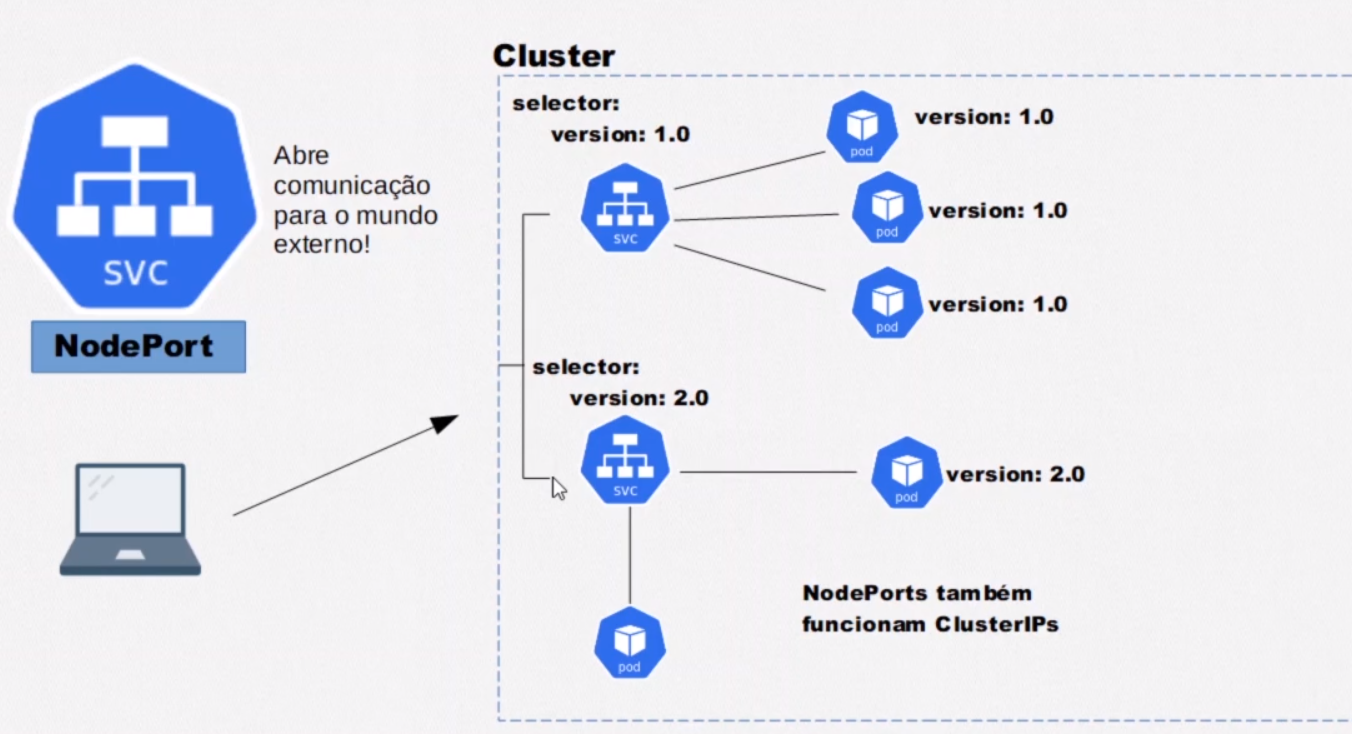 Cluster
selector:
version: 1.0
pod
version: 1.0
Abre
comunicação
para o mundo
externo!
svc
NodePort
svc
pod
version: 1.0
pod
version: 1.0
selector:
version: 2.0
svc
pod
version: 2.0
NodePorts também
funcionam ClusterIPs
pod